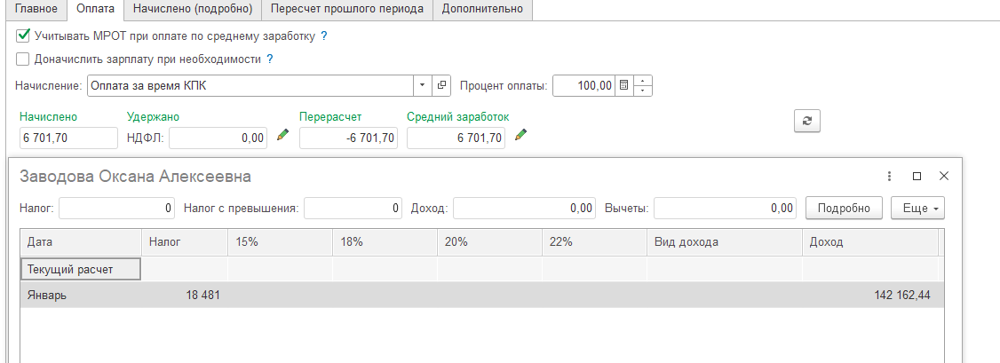 Главное Оплата Начислено (подробно) Пересчет прошлого периода Дополнительно
Учитывать МРОТ при оплате по среднему заработку ?
Доначислить зарплату при необходимости ?
Начисление: Оплата за время КПК Процент оплаты: 100,00
Начислено Удержано Перерасчет Средний заработок
6 701,70 НДФЛ: 0,00 -6 701,70 6 701,70
Заводова Оксана Алексеевна
Налог: 0 Налог с превышения: 0 Доход: 0,00 Вычеты: 0,00 Подробно Еще
Дата Налог 15% 18% 20% 22% Вид дохода Доход
Текущий расчет
Январь 18 481 142 162,44